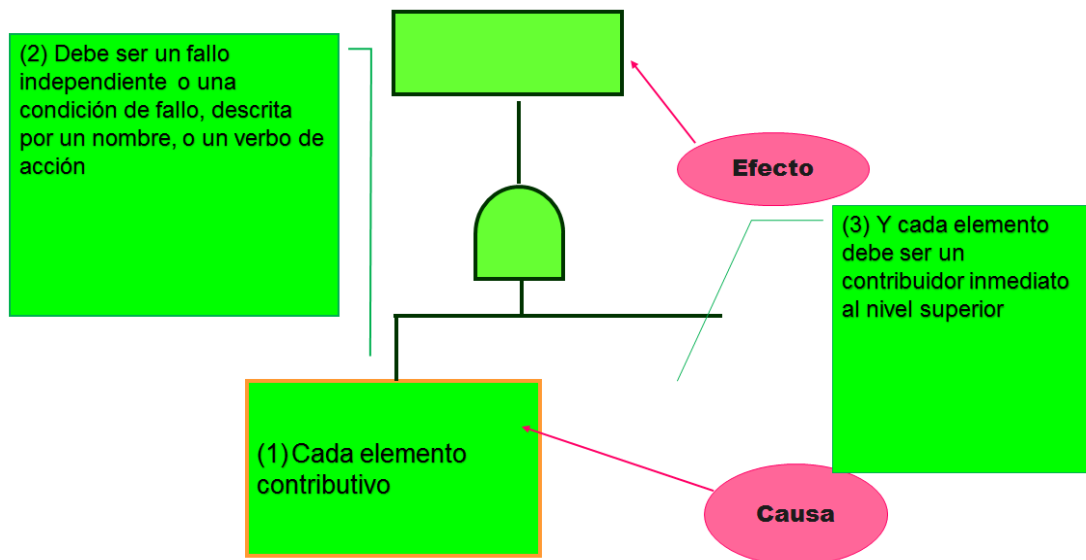 (2) Debe ser un fallo
independiente o una
condición de fallo, descrita
por un nombre, o un verbo de
acción
Efecto
(3) Y cada elemento
debe ser un
contribuidor inmediato
al nivel superior
(1) Cada elemento
contributivo
Causa